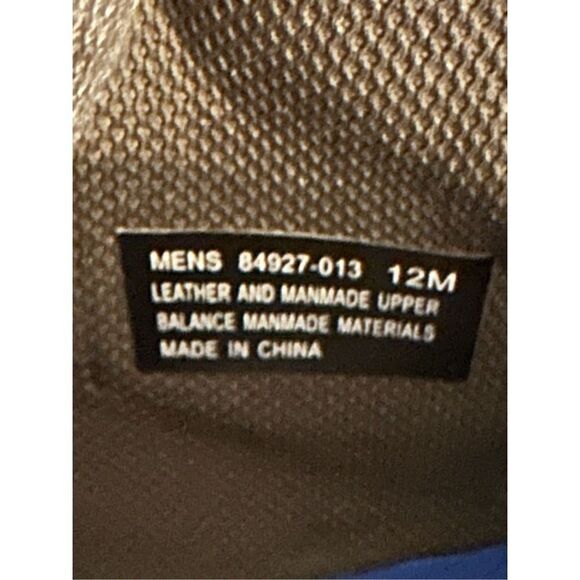 MENS 84927-013 12M
LEATHER AND MANMADE UPPER
BALANCE MANMADE MATERIALS
MADE IN CHINA